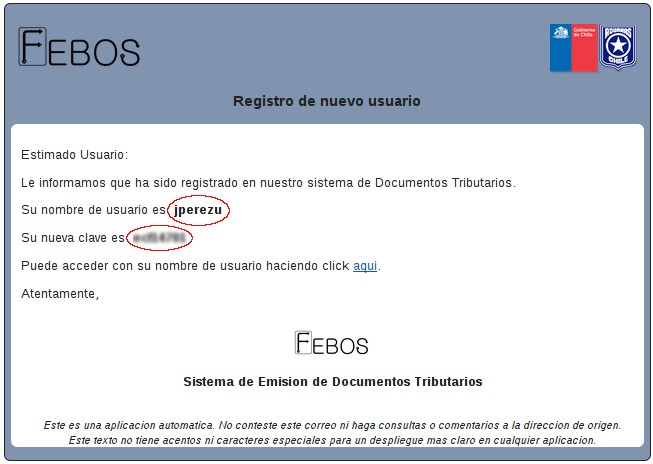 FEBOS
Gobierno de Chile
ADUANAS CHILE
Registro de nuevo usuario
Estimado Usuario:
Le informamos que ha sido registrado en nuestro sistema de Documentos Tributarios.
Su nombre de usuario es jperezu
Su nueva clave es
Puede acceder con su nombre de usuario haciendo click aqui.
Atentamente,
FEBOS
Sistema de Emision de Documentos Tributarios
Este es una aplicacion automatica. No conteste este correo ni haga consultas o comentarios a la direccion de origen.
Este texto no tiene acentos ni caracteres especiales para un despliegue mas claro en cualquier aplicacion.